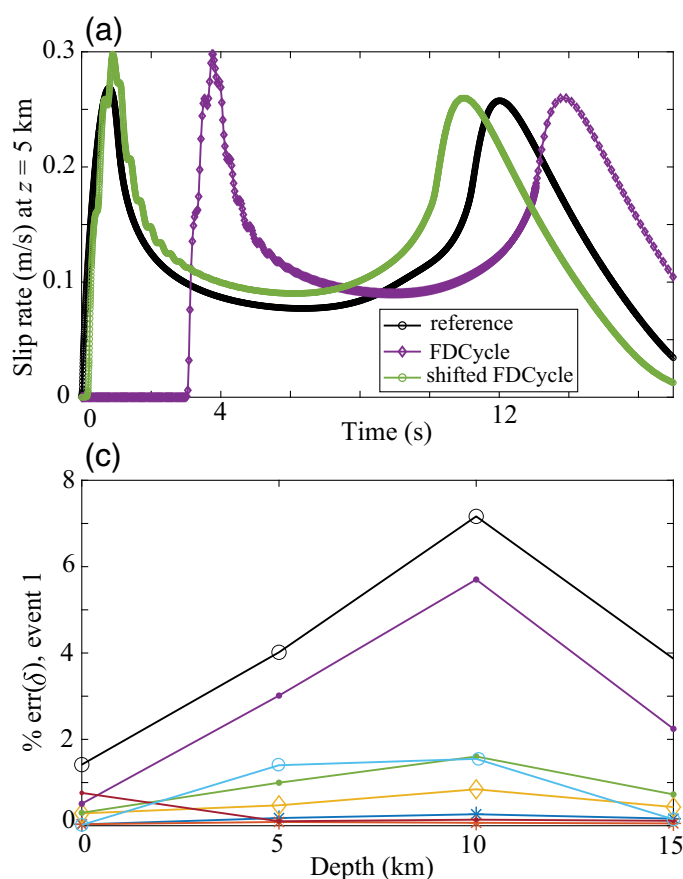 (a)
0.3
0.2
0.1
0
Slip rate (m/s) at z = 5 km
reference
FDCycle
shifted FDCycle
0 4 12
Time (s)
(c)
8
6
4
2
0
% err(δ), event 1
0 5 10 15
Depth (km)